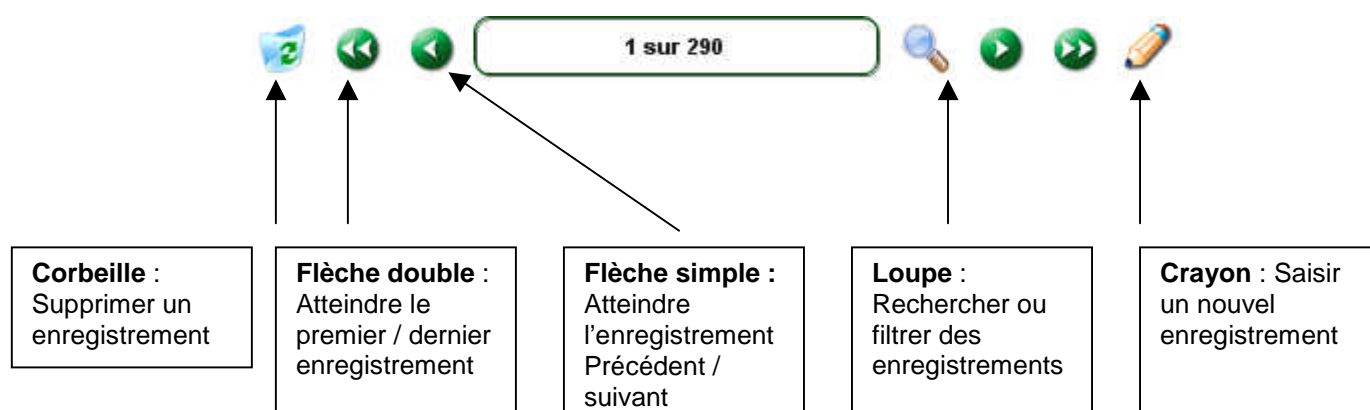 1 sur 290
Corbeille :
Supprimer un
enregistrement
Flèche double :
Atteindre le
premier / dernier
enregistrement
Flèche simple :
Atteindre
l’enregistrement
Précédent /
suivant
Loupe :
Rechercher ou
filtrer des
enregistrements
Crayon : Saisir
un nouvel
enregistrement